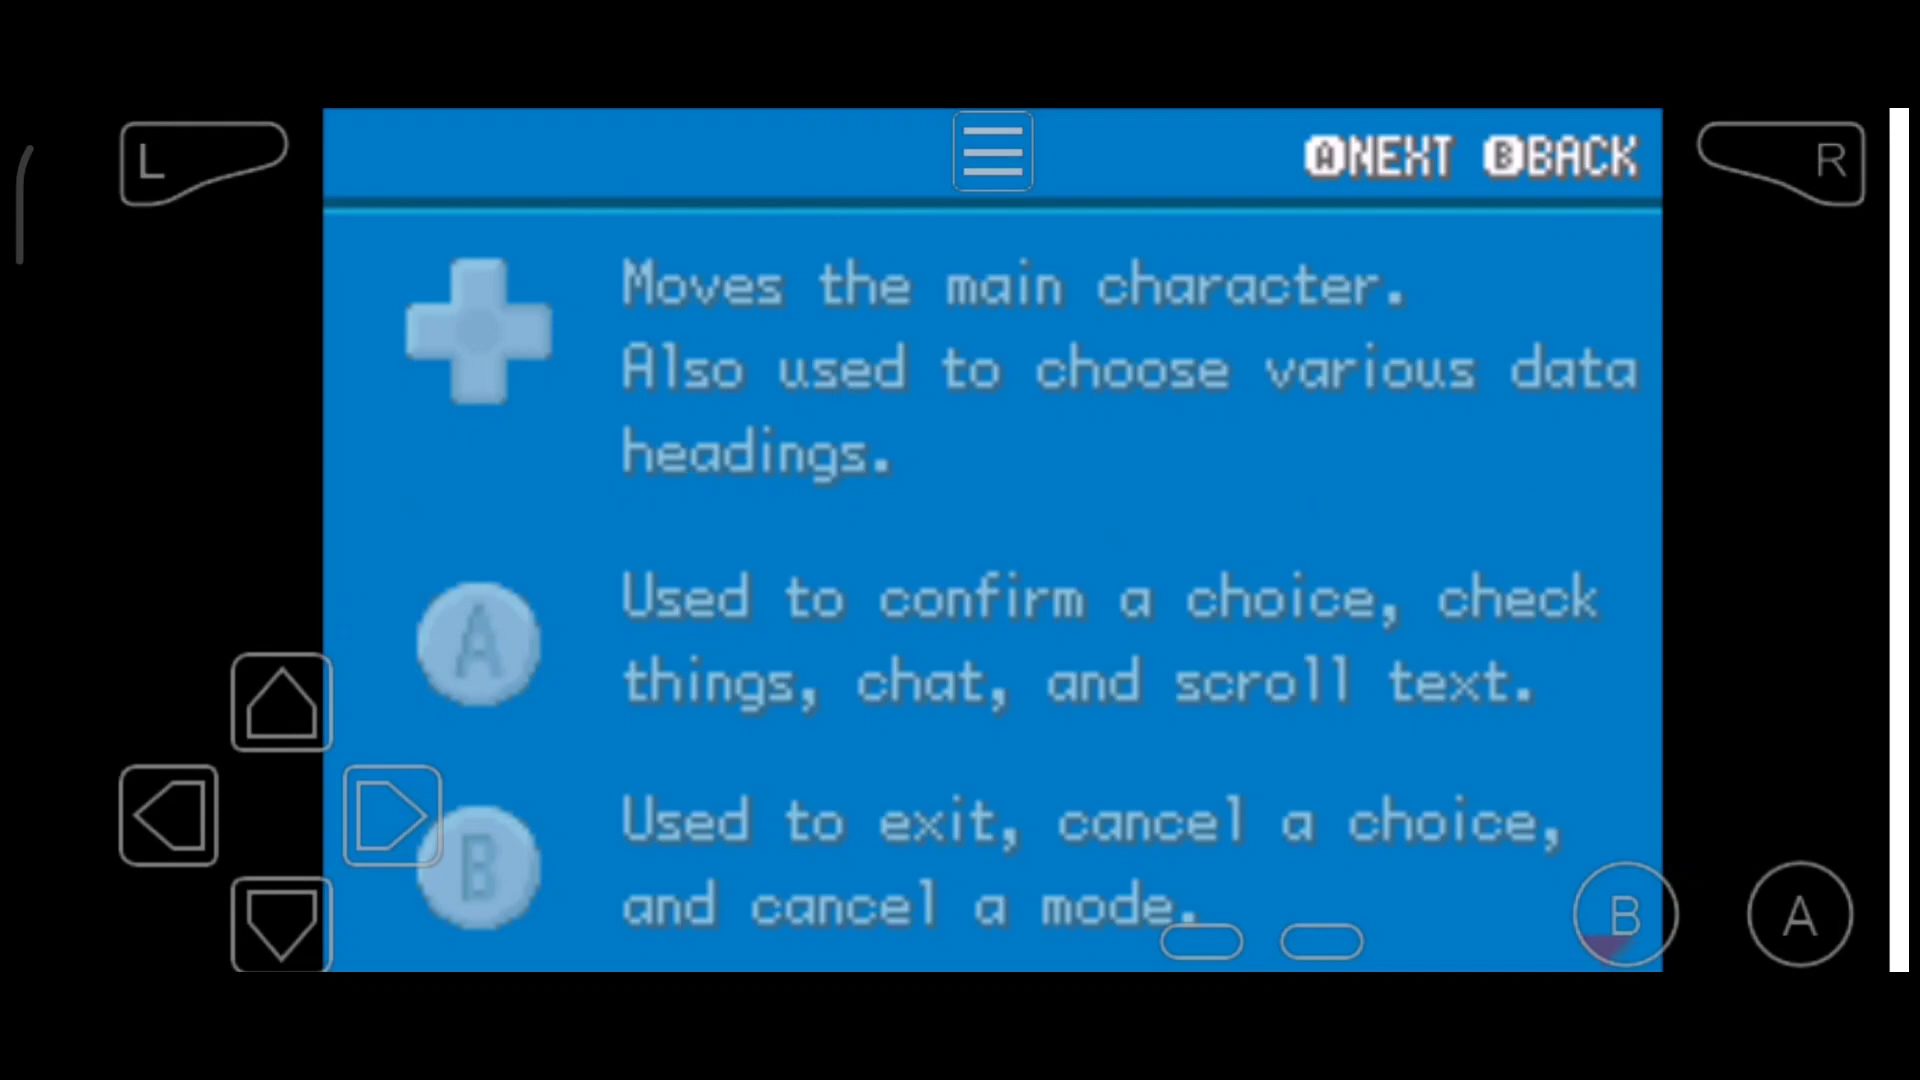 L
ⒶNEXT ⒷBACK
R
Moves the main character.
Also used to choose various data
headings.
A
Used to confirm a choice, check
things, chat, and scroll text.
B
Used to exit, cancel a choice,
and cancel a mode.
B
A